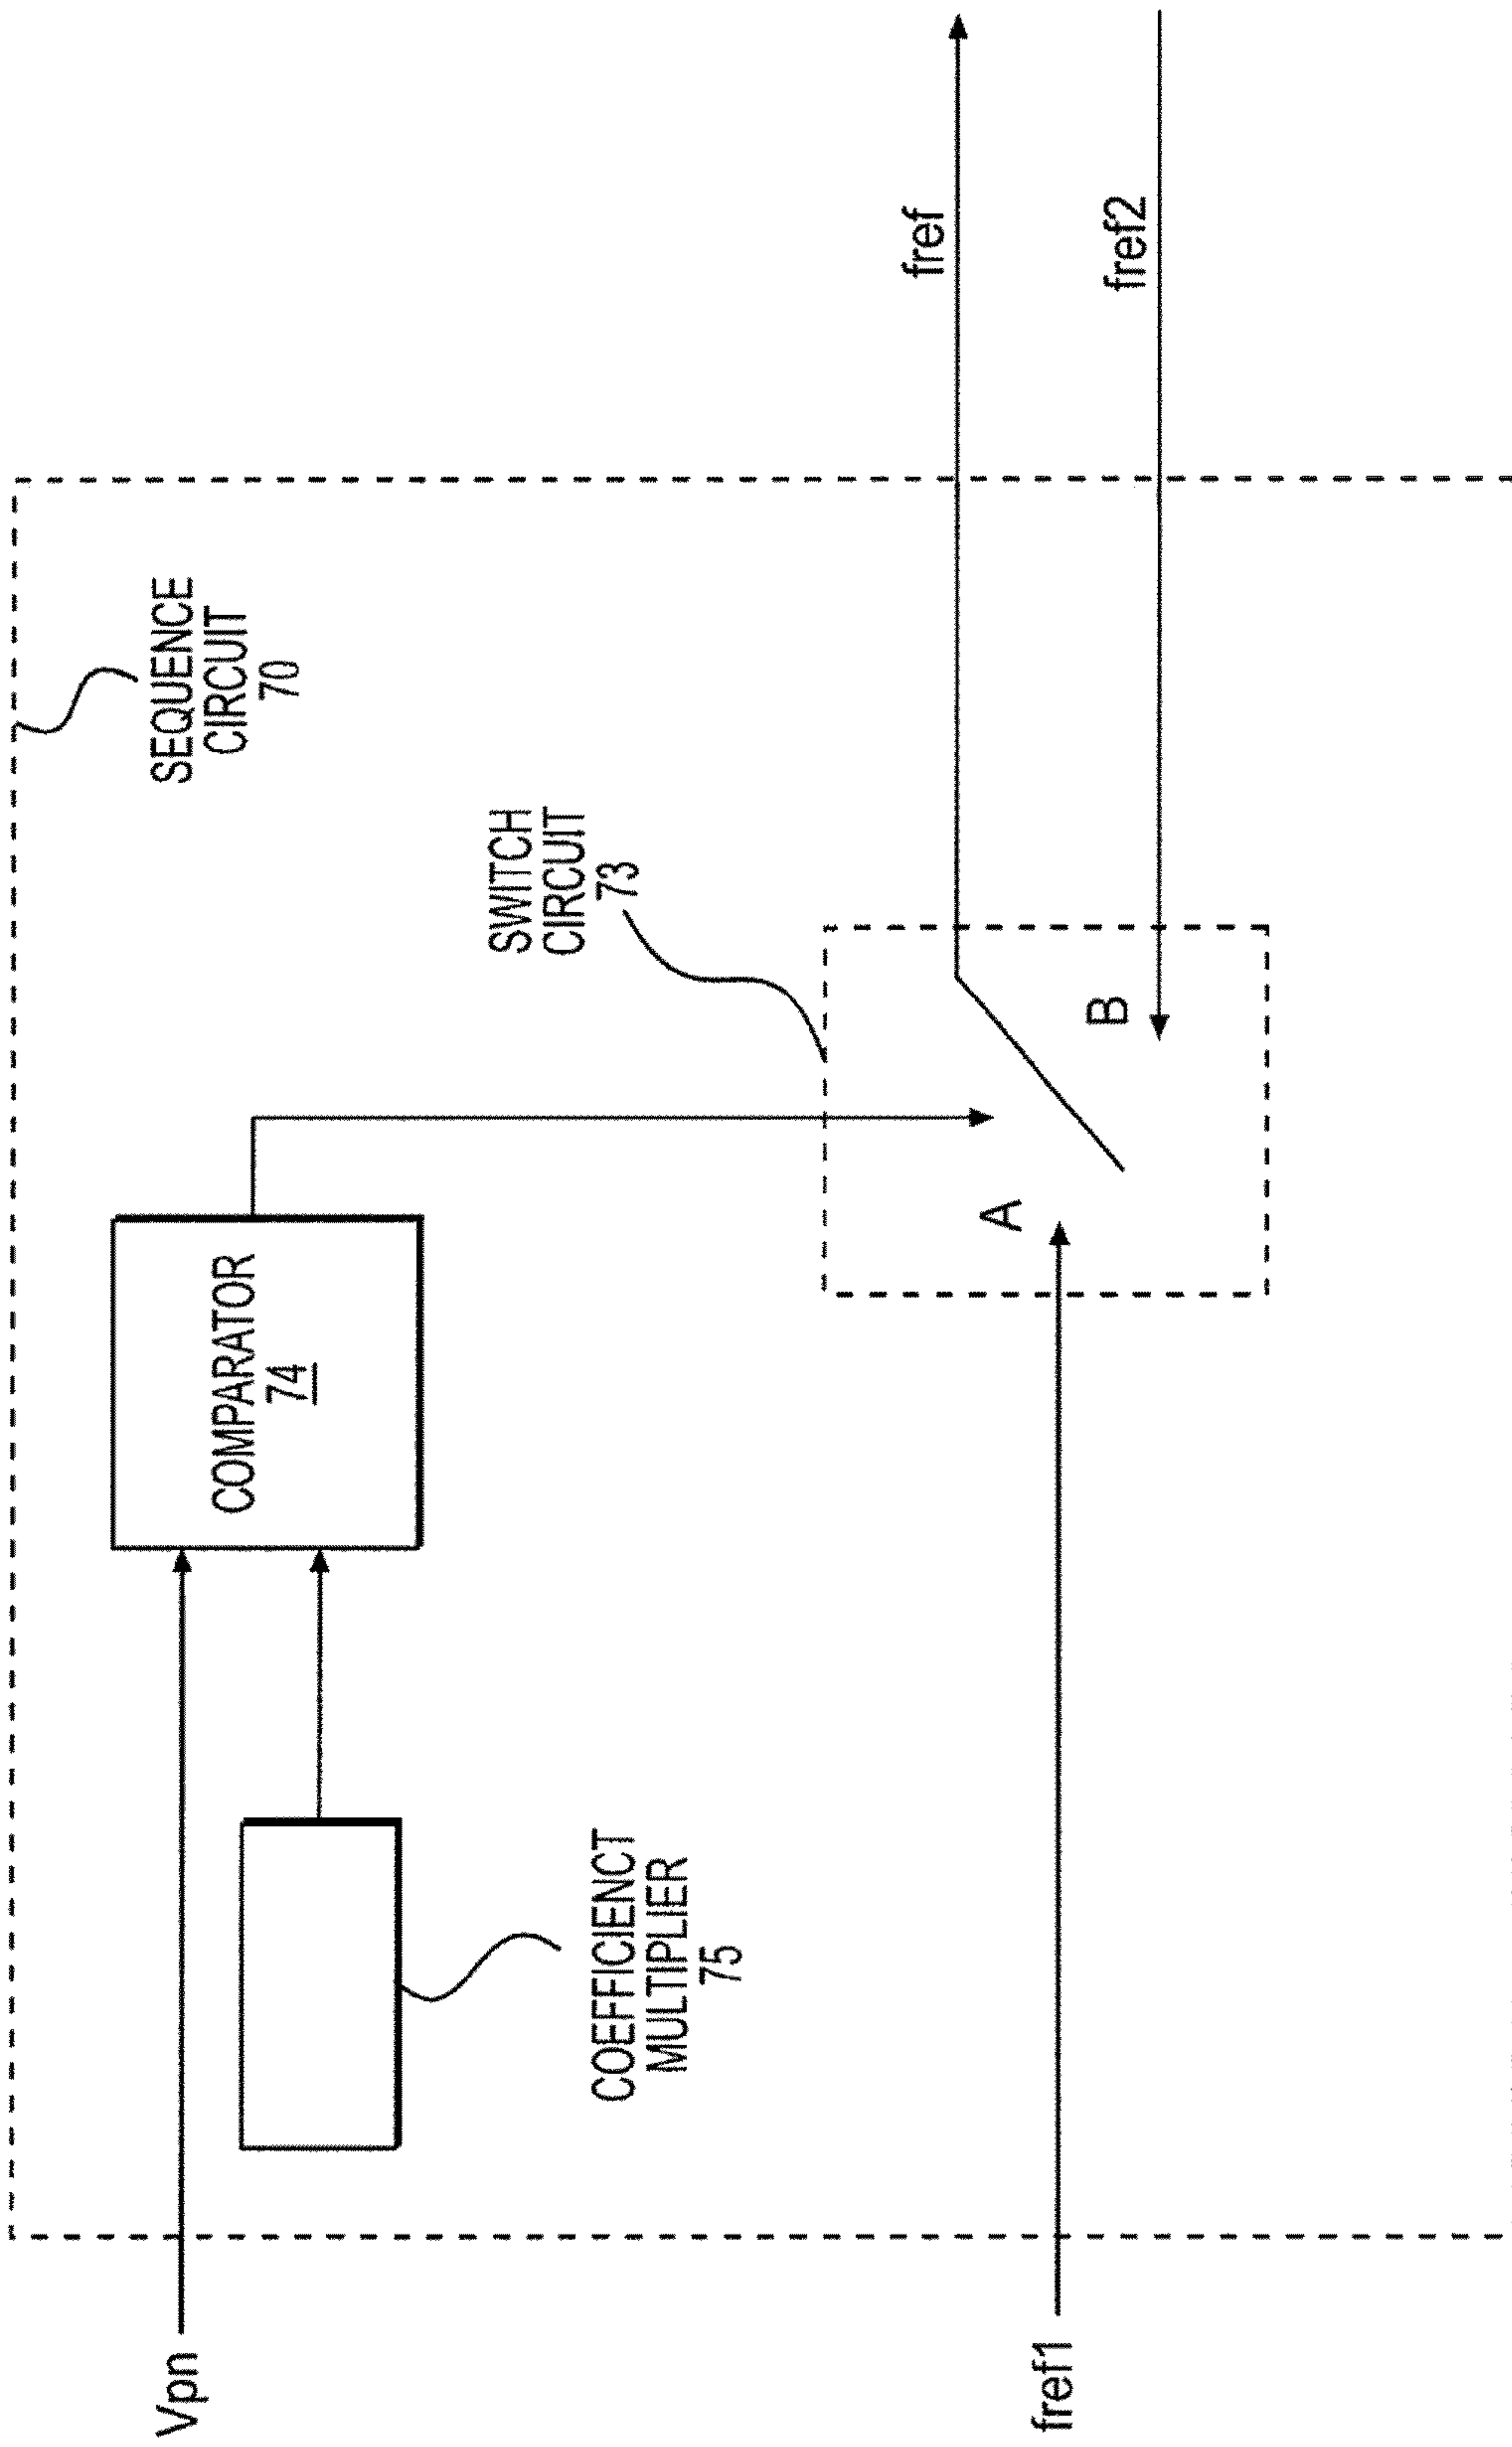 SEQUENCE
CIRCUIT
70
Vpn
COMPARATOR
74
COEFFICIENCT
MULTIPLIER
75
SWITCH
CIRCUIT
73
A
B
fref1
fref
fref2